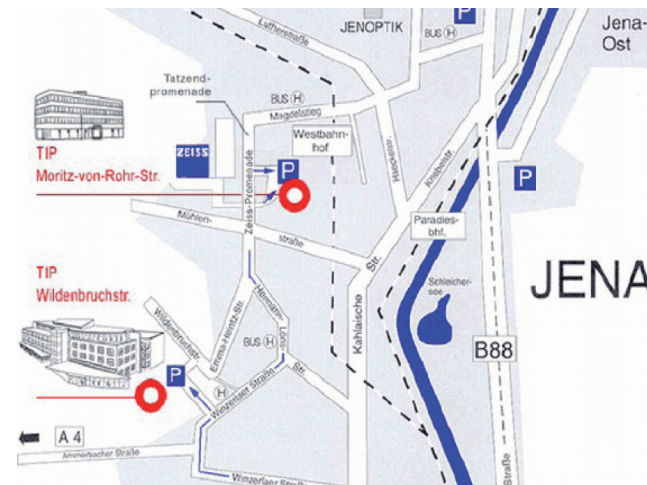 Lutherstraße
JENOPTIK
P
BUS H
Jena-
Ost
Tatzend-
promenade
BUS H
Magdelstieg
Westbahn-
hof
ZEISS
TIP
Moritz-von-Rohr-Str.
P
Zeiss-Promenade
Knebelstr.
P
Mühlen-
straße
Paradies-
bhf.
Str.
Kahlaische
TIP
Wildenbruchstr.
JENA
Schleicher-
see
Hermann-
Löns-
Str.
Wildenbruchstr.
Emma-Heintz-Str.
BUS H
B88
P
H
Winzerlaer Straße
A 4
Ammerbacher Straße
Winzerlaer Straße
Straße